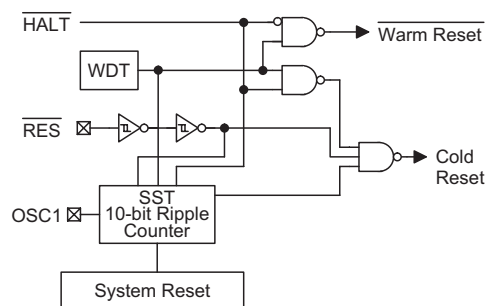 HALT
Warm Reset
WDT
RES
Cold
Reset
SST
10-bit Ripple
Counter
OSC1
System Reset